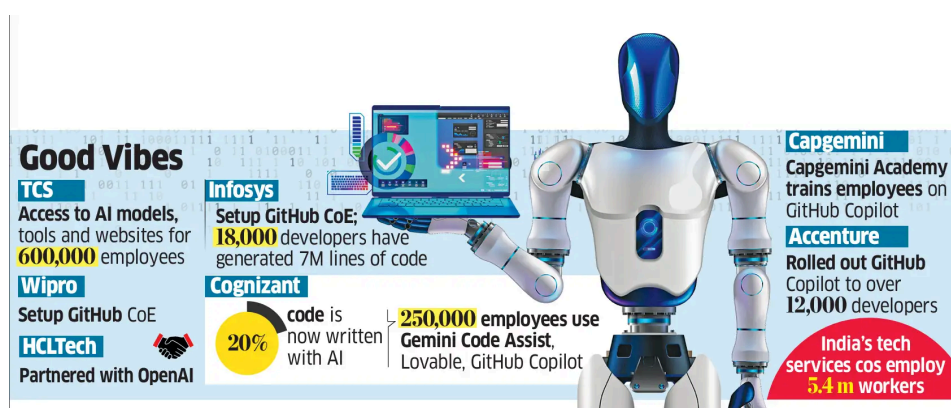 Good Vibes
TCS
Access to AI models,
tools and websites for
600,000 employees
Wipro
Setup GitHub CoE
HCLTech
Partnered with OpenAI
Infosys
Setup GitHub CoE;
18,000 developers have
generated 7M lines of code
Cognizant
20%
code is
now written
with AI
250,000 employees use
Gemini Code Assist,
Lovable, GitHub Copilot
Capgemini
Capgemini Academy
trains employees on
GitHub Copilot
Accenture
Rolled out GitHub
Copilot to over
12,000 developers
India's tech
services cos employ
5.4 m workers